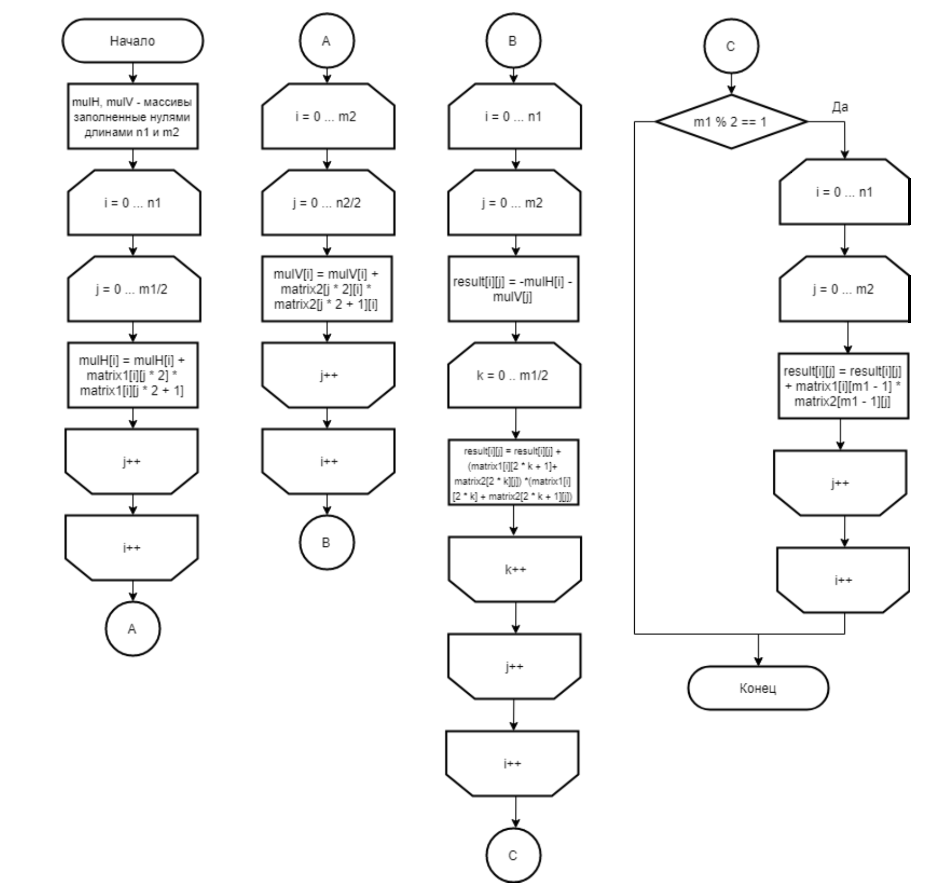 Начало
mulH, mulV - массивы
заполненные нулями
длинами n1 и m2
i = 0 ... n1
j = 0 ... m1/2
mulH[i] = mulH[i] +
matrix1[i][j * 2] *
matrix1[i][j * 2 + 1]
j++
i++
A
A
i = 0 ... m2
j = 0 ... n2/2
mulV[i] = mulV[i] +
matrix2[j * 2][i] *
matrix2[j * 2 + 1][i]
j++
i++
B
B
i = 0 ... n1
j = 0 ... m2
result[i][j] = -mulH[i] -
mulV[j]
k = 0 .. m1/2
result[i][j] = result[i][j] +
(matrix1[i][2 * k + 1]+
matrix2[2 * k][j]) *(matrix1[i]
[2 * k] + matrix2[2 * k + 1][j])
k++
j++
i++
C
C
m1 % 2 == 1
Да
i = 0 ... n1
j = 0 ... m2
result[i][j] = result[i][j]
+ matrix1[i][m1 - 1] *
matrix2[m1 - 1][j]
j++
i++
Конец